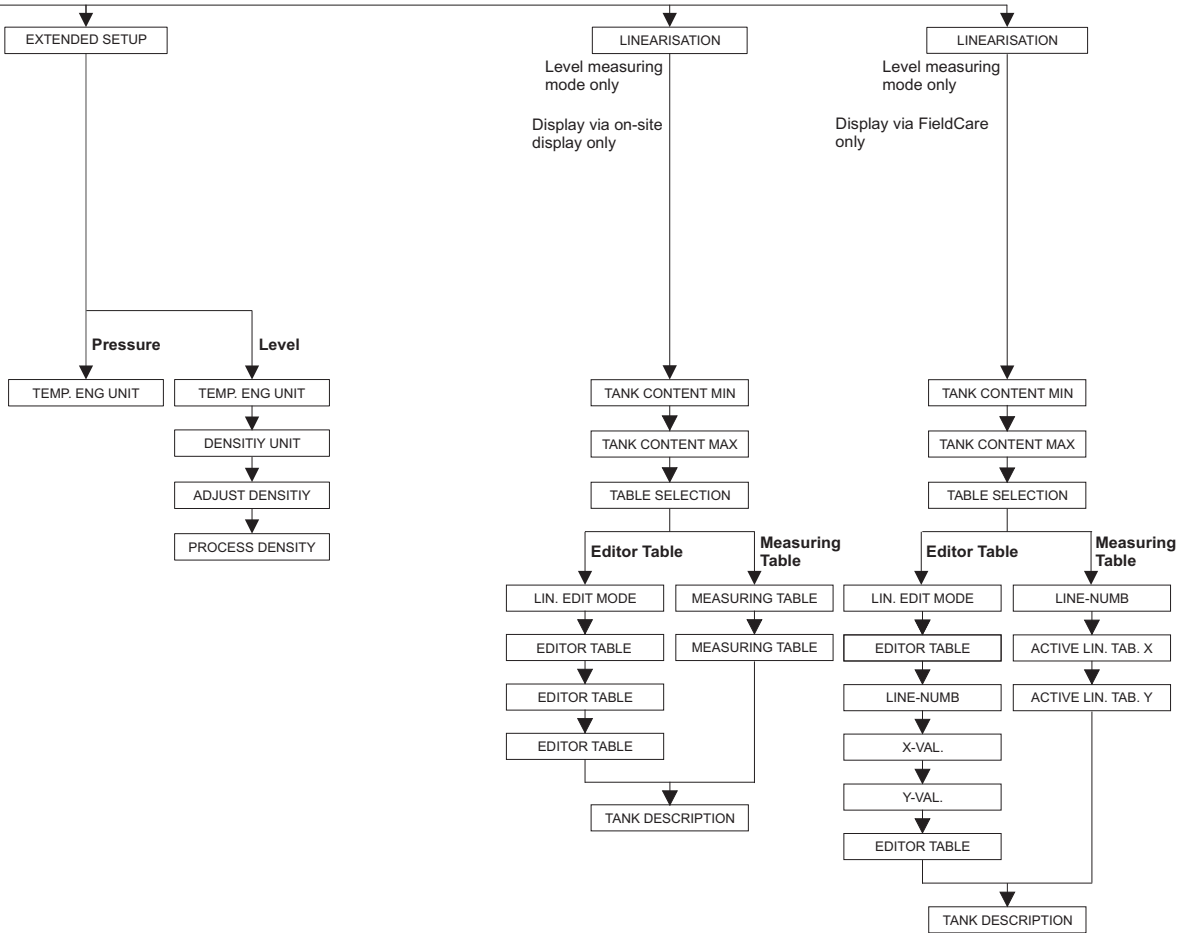 EXTENDED SETUP
Pressure
TEMP. ENG UNIT
Level
TEMP. ENG UNIT
DENSITIY UNIT
ADJUST DENSITIY
PROCESS DENSITY
LINEARISATION
Level measuring
mode only
Display via on-site
display only
TANK CONTENT MIN
TANK CONTENT MAX
TABLE SELECTION
Editor Table
LIN. EDIT MODE
EDITOR TABLE
EDITOR TABLE
EDITOR TABLE
Measuring
Table
MEASURING TABLE
MEASURING TABLE
TANK DESCRIPTION
LINEARISATION
Level measuring
mode only
Display via FieldCare
only
TANK CONTENT MIN
TANK CONTENT MAX
TABLE SELECTION
Editor Table
LIN. EDIT MODE
EDITOR TABLE
LINE-NUMB
X-VAL.
Y-VAL.
EDITOR TABLE
Measuring
Table
LINE-NUMB
ACTIVE LIN. TAB. X
ACTIVE LIN. TAB. Y
TANK DESCRIPTION